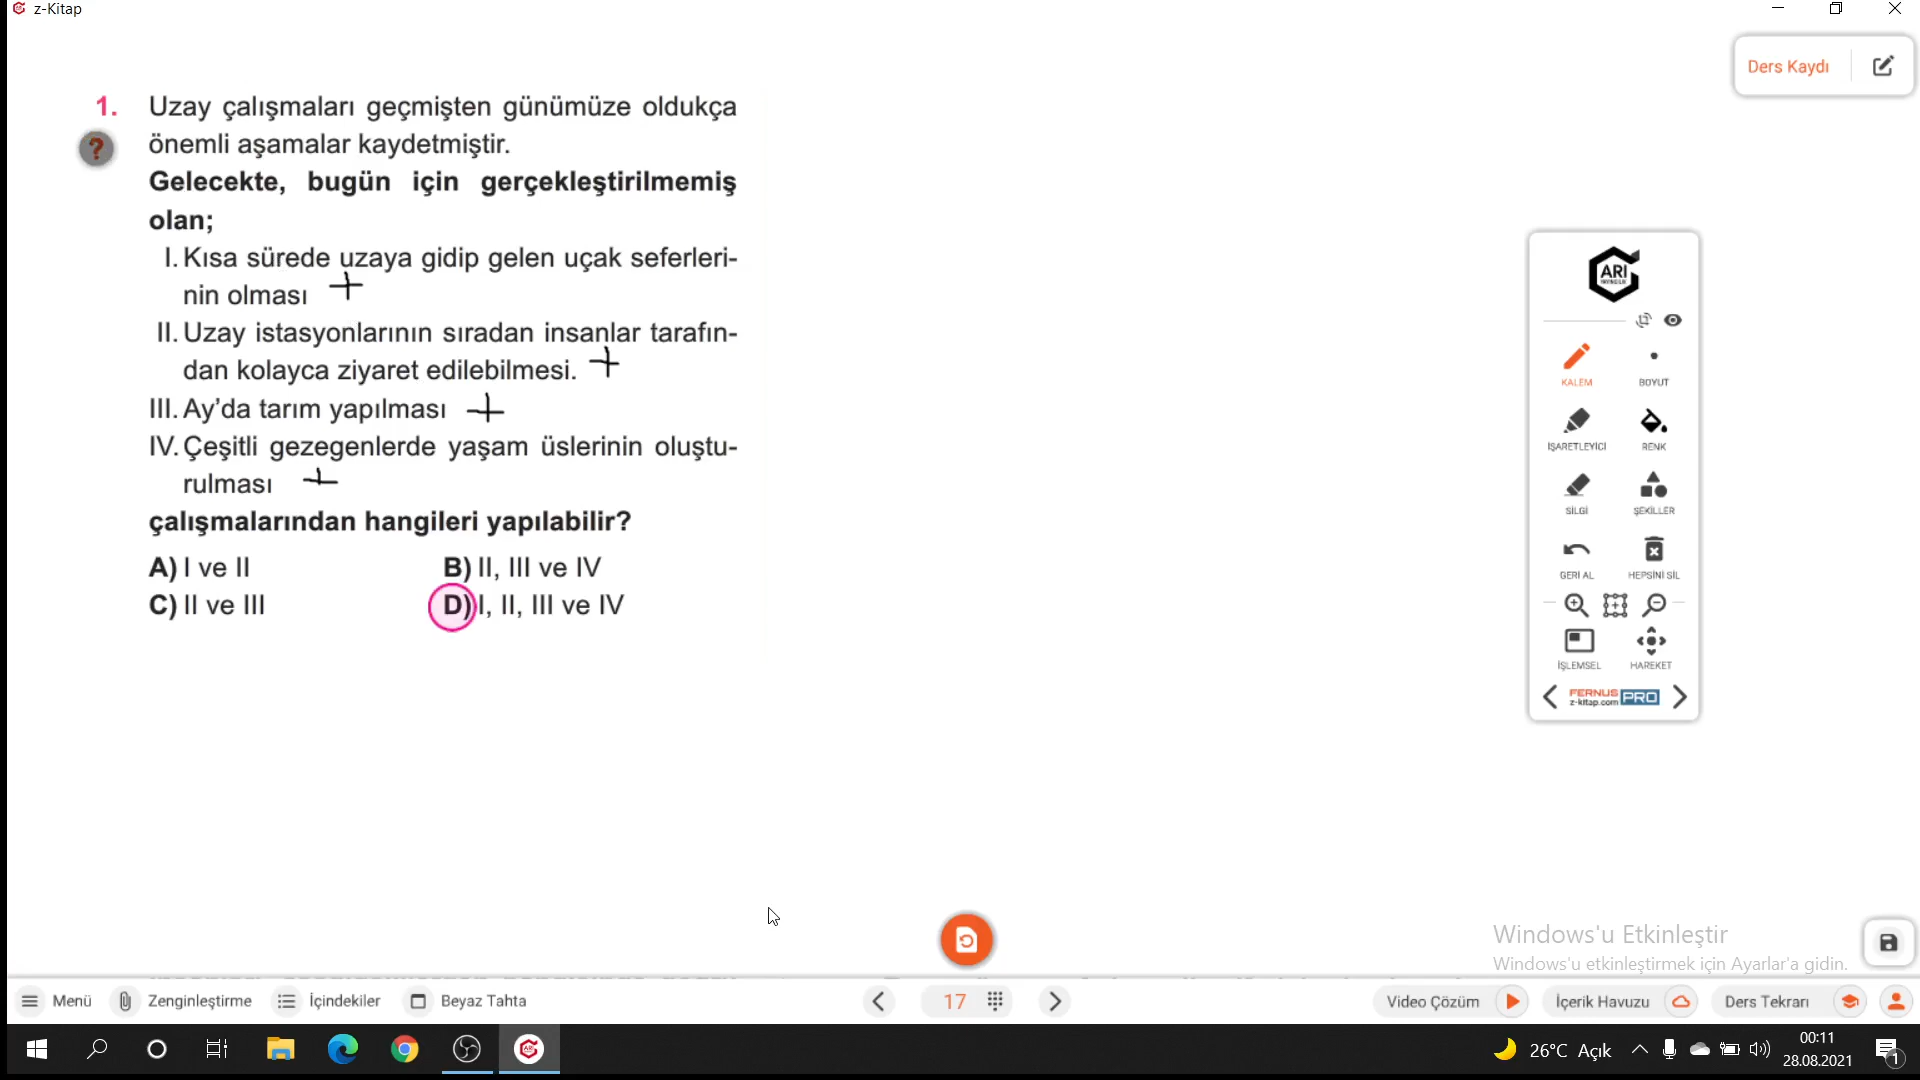 z-Kitap
Ders Kaydı
1. Uzay çalışmaları geçmişten günümüze oldukça
önemli aşamalar kaydetmiştir.
Gelecekte, bugün için gerçekleştirilmemiş
olan;
I. Kısa sürede uzaya gidip gelen uçak seferleri-
nin olması +
II. Uzay istasyonlarının sıradan insanlar tarafın-
dan kolayca ziyaret edilebilmesi. +
III. Ay'da tarım yapılması +
IV. Çeşitli gezegenlerde yaşam üslerinin oluştu-
rulması +
çalışmalarından hangileri yapılabilir?
A) I ve II B) II, III ve IV
C) II ve III D) I, II, III ve IV
ARI
YAYINCILIK
KALEM BOYUT
İŞARETLEYİCİ RENK
SİLGİ ŞEKİLLER
GERİ AL HEPSİNİ SİL
İŞLEMSEL HAREKET
FERNUS
z-kitap.com PRO
Windows'u Etkinleştir
Windows'u etkinleştirmek için Ayarlar'a gidin.
Menü Zenginleştirme İçindekiler Beyaz Tahta 17 Video Çözüm İçerik Havuzu Ders Tekrarı
26°C Açık 00:11
28.08.2021 1